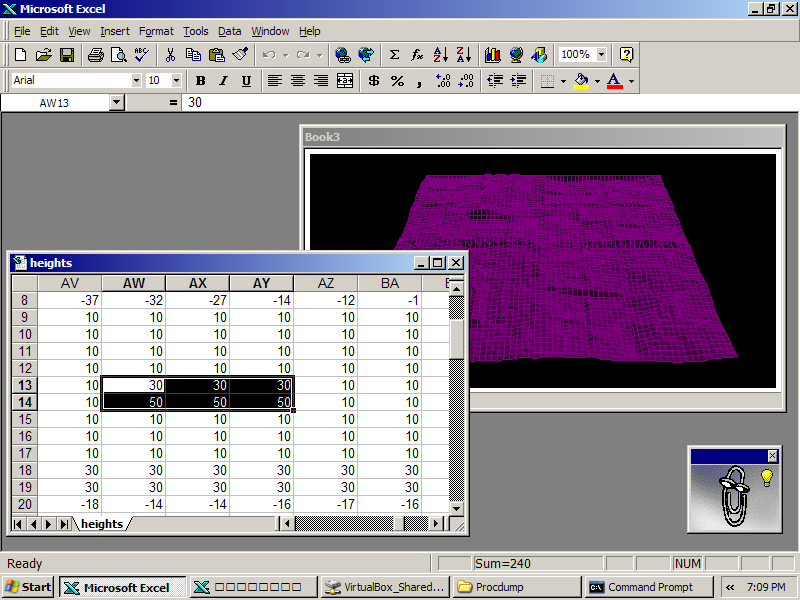 Microsoft Excel
File Edit View Insert Format Tools Data Window Help
100%
Arial 10 B I U $ % ,
AW13 = 30
Book3
heights
AV AW AX AY AZ BA
8 -37 -32 -27 -14 -12 -1
9 10 10 10 10 10 10
10 10 10 10 10 10 10
11 10 10 10 10 10 10
12 10 10 10 10 10 10
13 10 30 30 30 10 10
14 10 50 50 50 10 10
15 10 10 10 10 10 10
16 10 10 10 10 10 10
17 10 10 10 10 10 10
18 30 30 30 30 30 30
19 30 30 30 30 30 30
20 -18 -14 -14 -16 -17 -16
heights
Ready Sum=240 NUM
Start Microsoft Excel □□□□□□□□ VirtualBox_Shared... Procdump Command Prompt « 7:09 PM